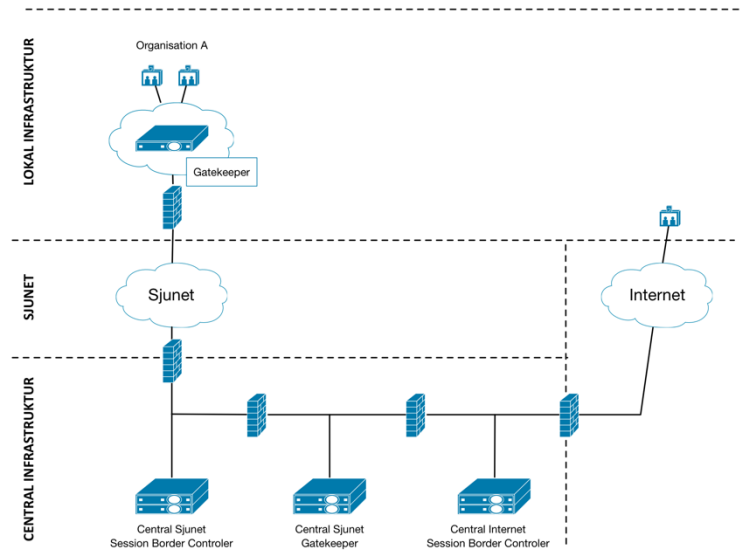 LOKAL INFRASTRUKTUR
Organisation A
Gatekeeper
SJUNET
Sjunet
Internet
CENTRAL INFRASTRUKTUR
Central Sjunet
Session Border Controler
Central Sjunet
Gatekeeper
Central Internet
Session Border Controler